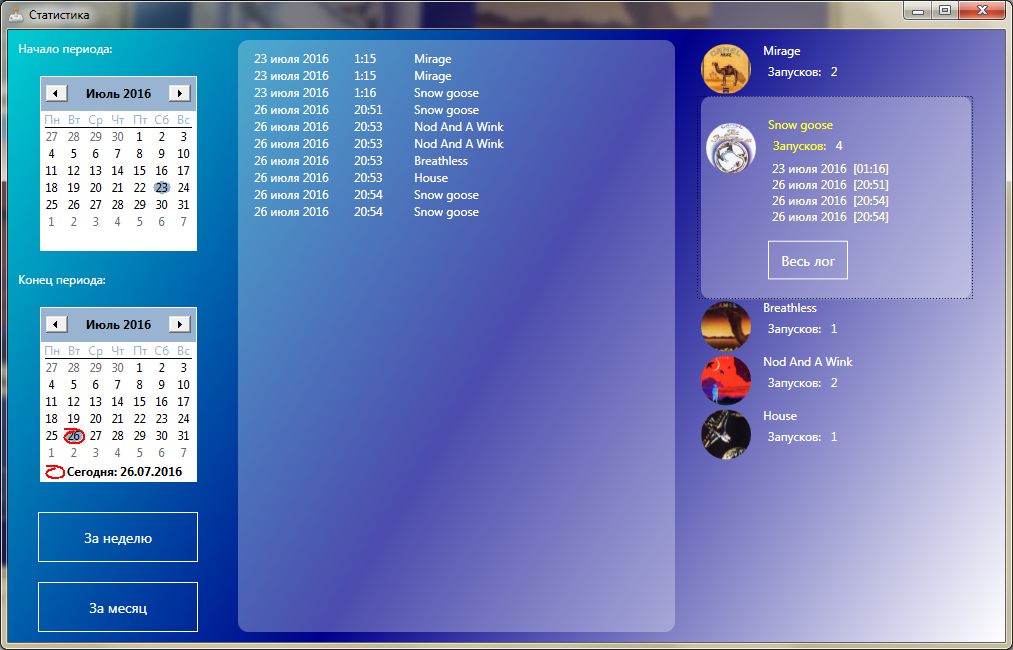 Статистика
Начало периода:
Июль 2016
Пн Вт Ср Чт Пт Сб Вс
27 28 29 30 1 2 3
4 5 6 7 8 9 10
11 12 13 14 15 16 17
18 19 20 21 22 23 24
25 26 27 28 29 30 31
1 2 3 4 5 6 7
Конец периода:
Июль 2016
Пн Вт Ср Чт Пт Сб Вс
27 28 29 30 1 2 3
4 5 6 7 8 9 10
11 12 13 14 15 16 17
18 19 20 21 22 23 24
25 26 27 28 29 30 31
1 2 3 4 5 6 7
Сегодня: 26.07.2016
За неделю
За месяц
23 июля 2016 1:15 Mirage
23 июля 2016 1:15 Mirage
23 июля 2016 1:16 Snow goose
26 июля 2016 20:51 Snow goose
26 июля 2016 20:53 Nod And A Wink
26 июля 2016 20:53 Nod And A Wink
26 июля 2016 20:53 Breathless
26 июля 2016 20:53 House
26 июля 2016 20:54 Snow goose
26 июля 2016 20:54 Snow goose
Mirage
Запусков: 2
Snow goose
Запусков: 4
23 июля 2016 [01:16]
26 июля 2016 [20:51]
26 июля 2016 [20:54]
26 июля 2016 [20:54]
Весь лог
Breathless
Запусков: 1
Nod And A Wink
Запусков: 2
House
Запусков: 1